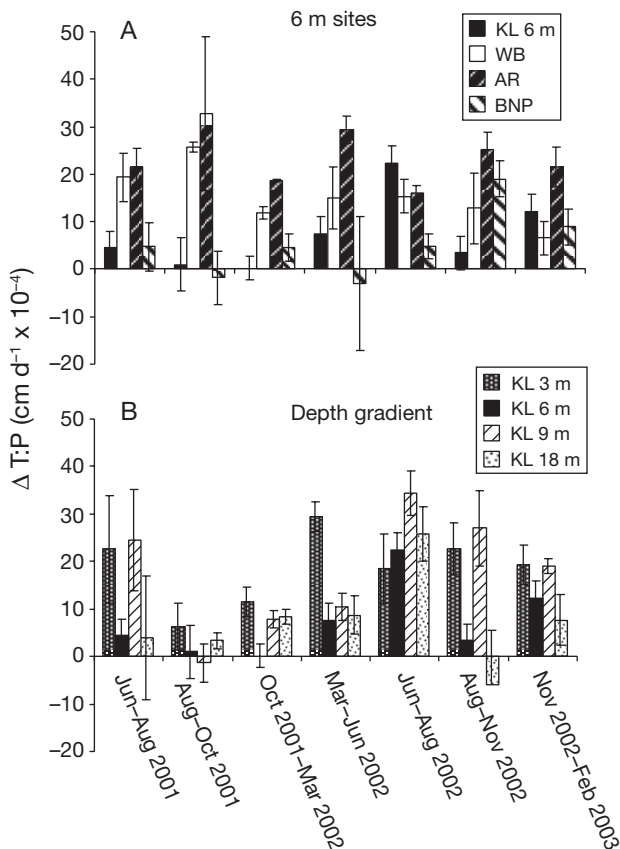 A
6 m sites
KL 6 m
WB
AR
BNP
50
40
30
20
10
0
−10
−20
Δ T:P (cm d⁻¹ x 10⁻⁴)
B
Depth gradient
KL 3 m
KL 6 m
KL 9 m
KL 18 m
50
40
30
20
10
0
−10
−20
Jun–Aug 2001
Aug–Oct 2001
Oct 2001–Mar 2002
Mar–Jun 2002
Jun–Aug 2002
Aug–Nov 2002
Nov 2002–Feb 2003